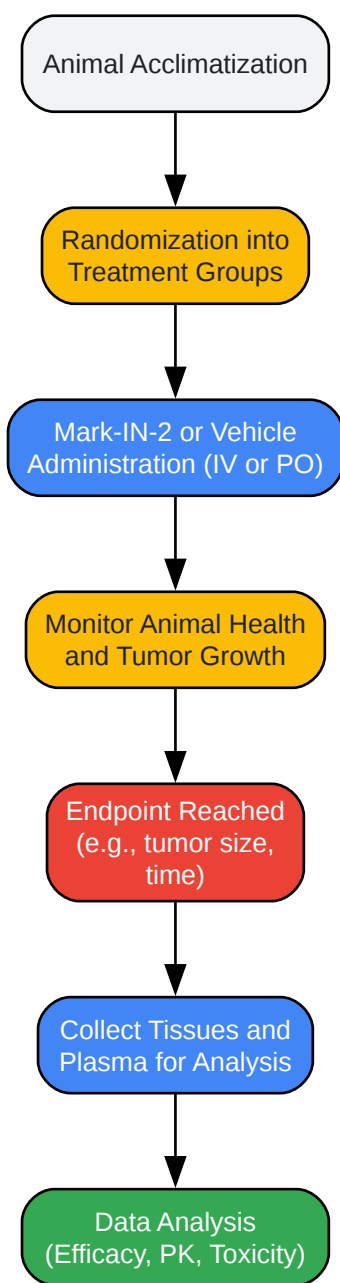 Animal Acclimatization
Randomization into
Treatment Groups
Mark-IN-2 or Vehicle
Administration (IV or PO)
Monitor Animal Health
and Tumor Growth
Endpoint Reached
(e.g., tumor size,
time)
Collect Tissues and
Plasma for Analysis
Data Analysis
(Efficacy, PK, Toxicity)